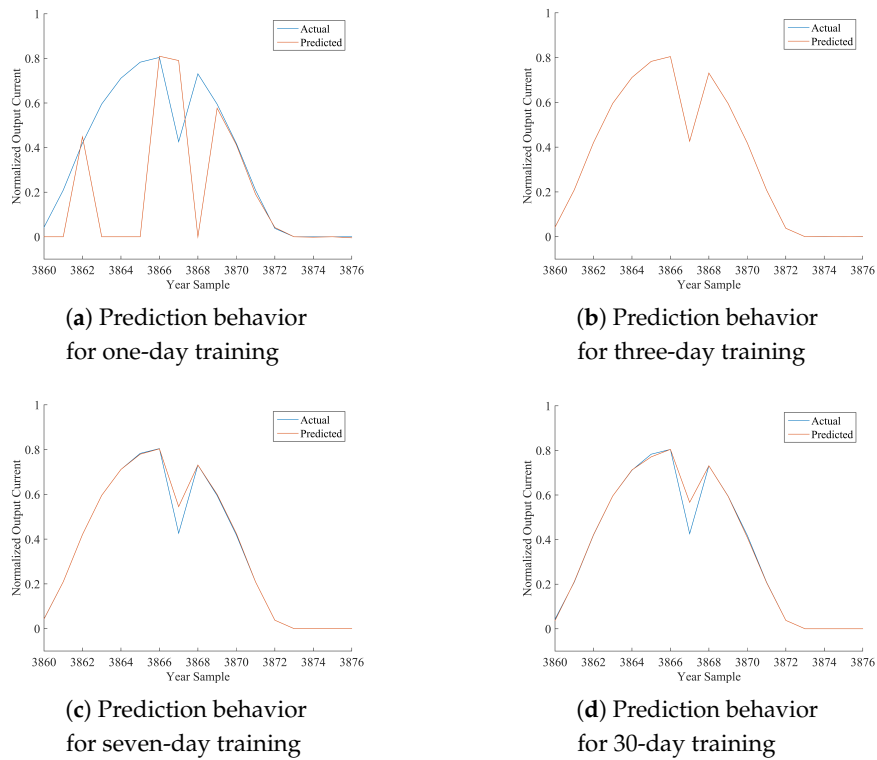 1
Actual
Predicted
0.8
0.6
0.4
0.2
0
Normalized Output Current
3860 3862 3864 3866 3868 3870 3872 3874 3876
Year Sample
(a) Prediction behavior
for one-day training
1
Actual
Predicted
0.8
0.6
0.4
0.2
0
Normalized Output Current
3860 3862 3864 3866 3868 3870 3872 3874 3876
Year Sample
(b) Prediction behavior
for three-day training
1
Actual
Predicted
0.8
0.6
0.4
0.2
0
Normalized Output Current
3860 3862 3864 3866 3868 3870 3872 3874 3876
Year Sample
(c) Prediction behavior
for seven-day training
1
Actual
Predicted
0.8
0.6
0.4
0.2
0
Normalized Output Current
3860 3862 3864 3866 3868 3870 3872 3874 3876
Year Sample
(d) Prediction behavior
for 30-day training